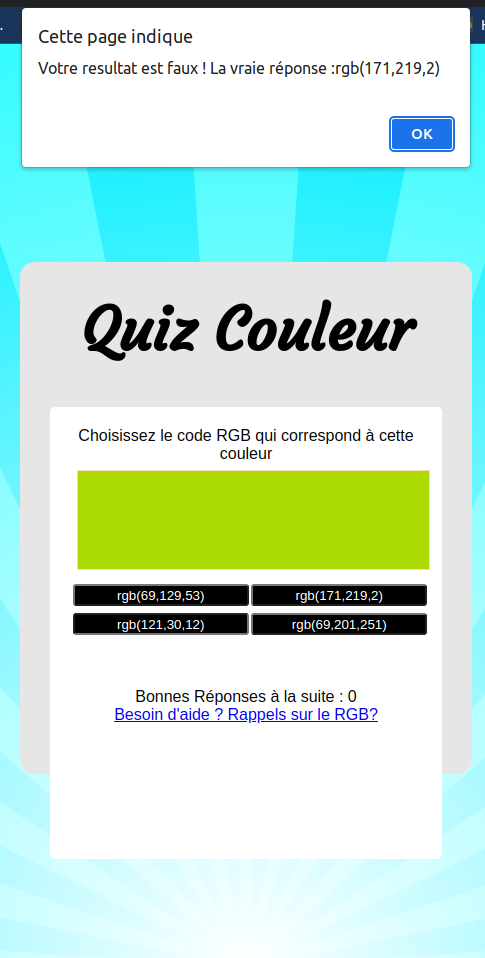 Cette page indique
Votre resultat est faux ! La vraie réponse :rgb(171,219,2)
OK
Quiz Couleur
Choisissez le code RGB qui correspond à cette
couleur
rgb(69,129,53) rgb(171,219,2)
rgb(121,30,12) rgb(69,201,251)
Bonnes Réponses à la suite : 0
Besoin d'aide ? Rappels sur le RGB?